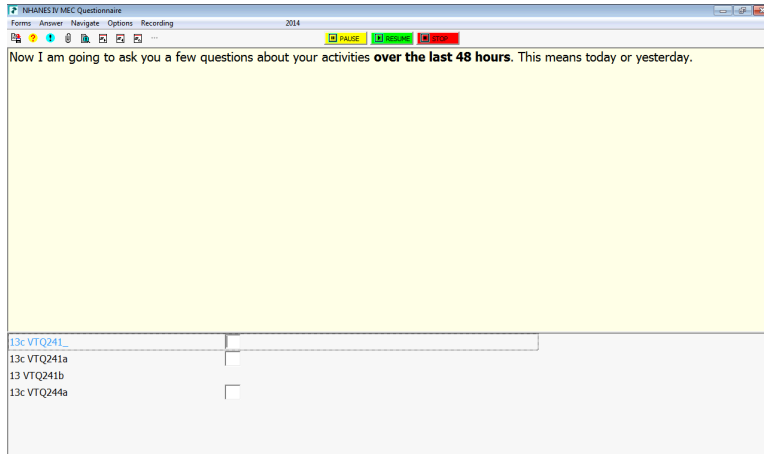 NHANES IV MEC Questionnaire
Forms Answer Navigate Options Recording 2014
PAUSE RESUME STOP
Now I am going to ask you a few questions about your activities over the last 48 hours. This means today or yesterday.
13c VTQ241_
13c VTQ241a
13 VTQ241b
13c VTQ244a